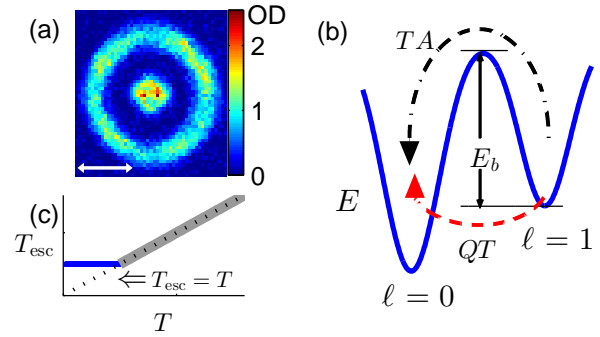 (a)
OD
2
1
0
(b)
TA
E_b
E
QT
ℓ = 1
ℓ = 0
(c)
T_esc
⇐ T_esc = T
T